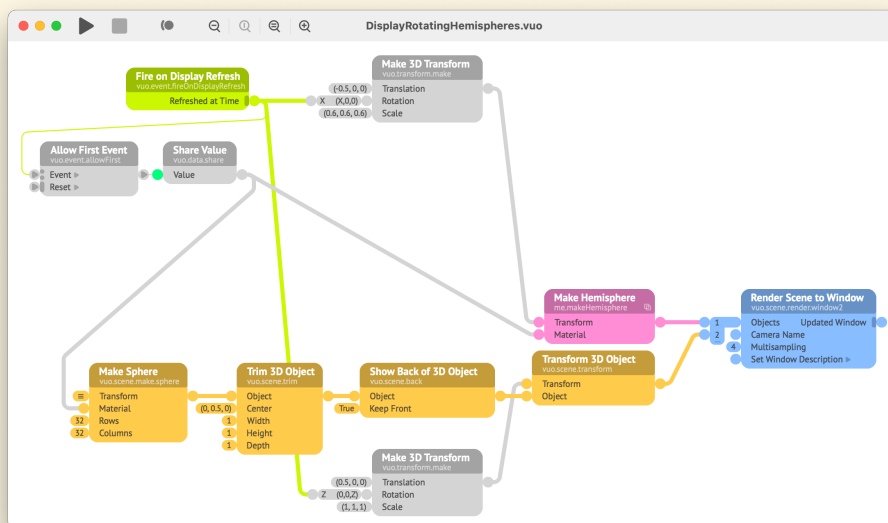 DisplayRotatingHemispheres.vuo
Make 3D Transform
vuo.transform.make
Translation
(-0.5, 0, 0)
Rotation
X (X,0,0)
Scale
(0.6, 0.6, 0.6)
Fire on Display Refresh
vuo.event.fireOnDisplayRefresh
Refreshed at Time
Allow First Event
vuo.event.allowFirst
Event
Reset
Share Value
vuo.data.share
Value
Make Hemisphere
me.makeHemisphere
Transform
Material
Render Scene to Window
vuo.scene.render.window2
1 Objects Updated Window
2 Camera Name
4 Multisampling
Set Window Description
Make Sphere
vuo.scene.make.sphere
Transform
Material
32 Rows
32 Columns
Trim 3D Object
vuo.scene.trim
Object
(0, 0.5, 0) Center
1 Width
1 Height
1 Depth
Show Back of 3D Object
vuo.scene.back
Object
True Keep Front
Transform 3D Object
vuo.scene.transform
Transform
Object
Make 3D Transform
vuo.transform.make
(0.5, 0, 0) Translation
Z (0,0,Z) Rotation
(1, 1, 1) Scale